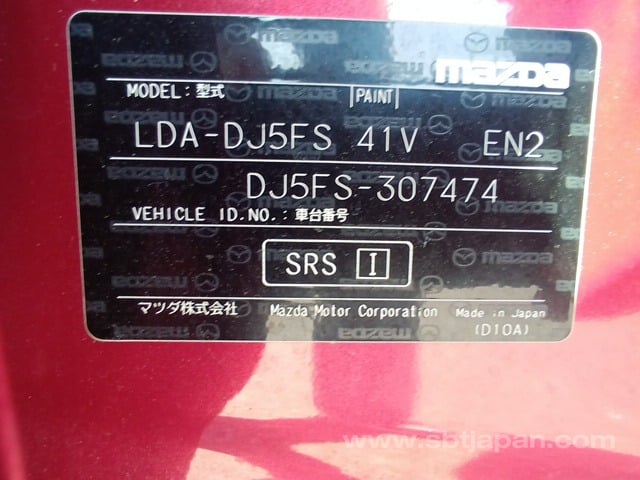 mazda
MODEL : 型式 |PAINT|
LDA-DJ5FS 41V EN2
DJ5FS-307474
VEHICLE ID.NO. : 車台番号
SRS I
マツダ株式会社 Mazda Motor Corporation Made in Japan
(D10A)
www.sbtjapan.com